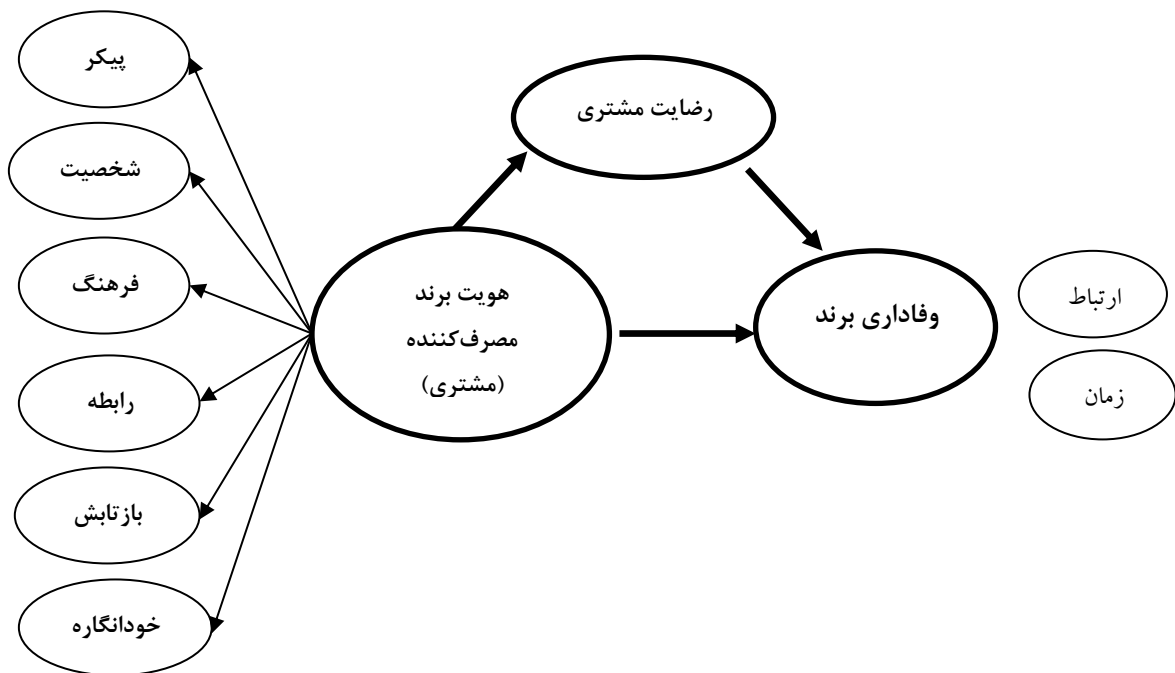 پیکر
شخصیت
فرهنگ
رابطه
بازتابش
خودانگاره
هویت برند
مصرف‌کننده
(مشتری)
رضایت مشتری
وفاداری برند
ارتباط
زمان